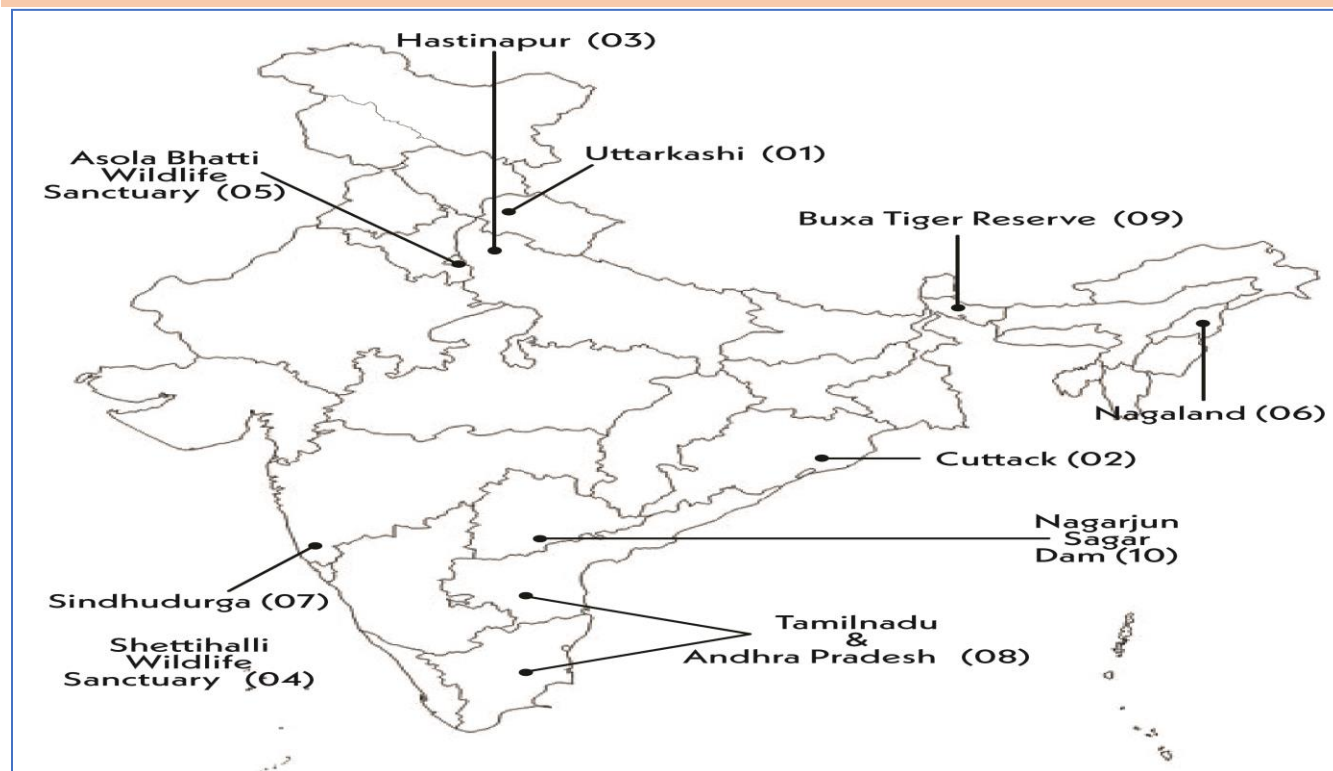 Hastinapur (03)
Uttarkashi (01)
Asola Bhatti
Wildlife
Sanctuary (05)
Buxa Tiger Reserve (09)
Nagaland (06)
Cuttack (02)
Nagarjun
Sagar
Dam (10)
Sindhudurga (07)
Shettihalli
Wildlife
Sanctuary (04)
Tamilnadu
&
Andhra Pradesh (08)